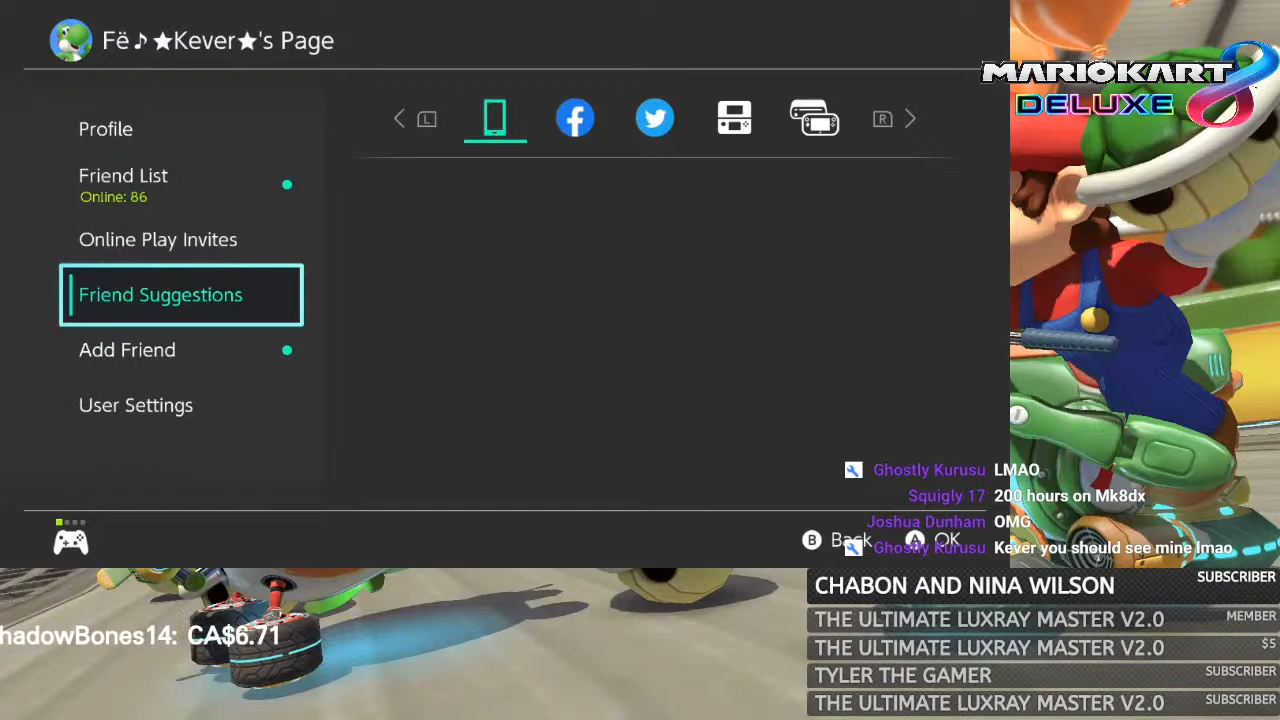 Fë♪★Kever★'s Page
MARIOKART 8
DELUXE
L
R
Profile
Friend List
Online: 86
Online Play Invites
Friend Suggestions
Add Friend
User Settings
Ghostly Kurusu LMAO
Squigly 17 200 hours on Mk8dx
Joshua Dunham OMG
Ghostly Kurusu Kever you should see mine lmao
B Back A OK
CHABON AND NINA WILSON SUBSCRIBER
THE ULTIMATE LUXRAY MASTER V2.0 MEMBER
THE ULTIMATE LUXRAY MASTER V2.0 $5
TYLER THE GAMER SUBSCRIBER
THE ULTIMATE LUXRAY MASTER V2.0 SUBSCRIBER
hadowBones14: CA$6.71